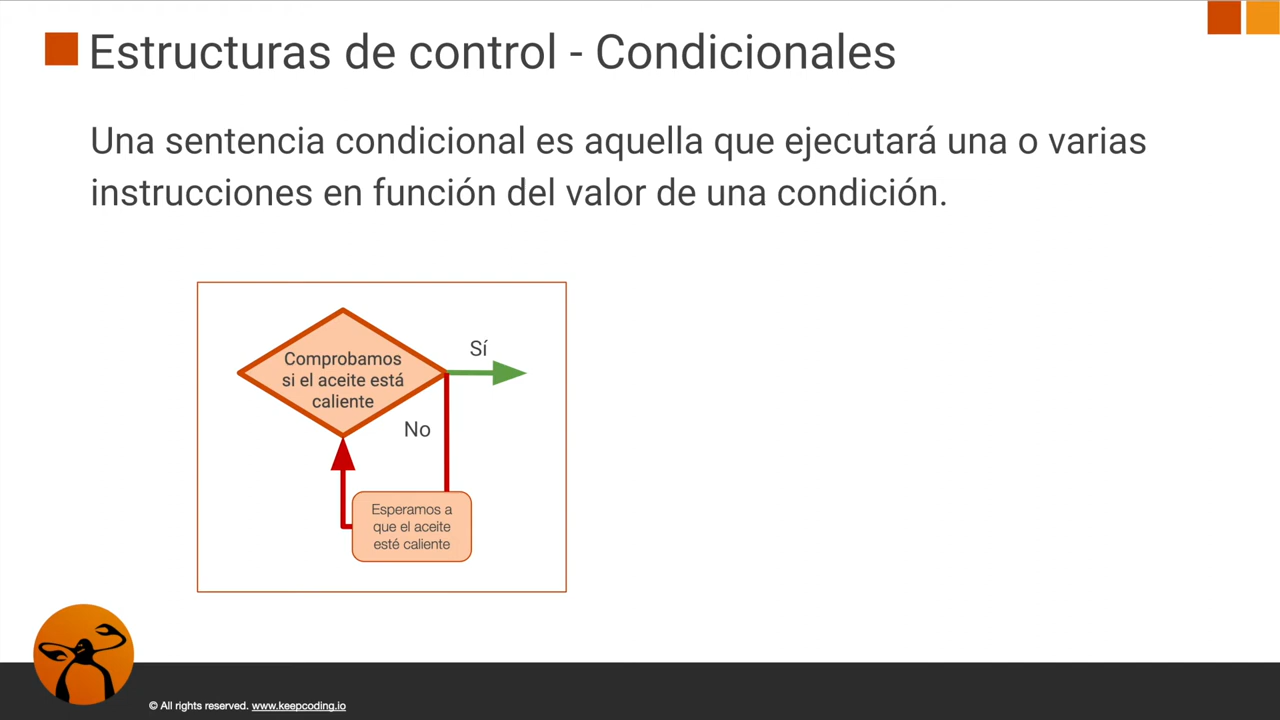 Estructuras de control - Condicionales
Una sentencia condicional es aquella que ejecutará una o varias
instrucciones en función del valor de una condición.
Comprobamos
si el aceite está
caliente
Sí
No
Esperamos a
que el aceite
esté caliente
© All rights reserved. www.keepcoding.io